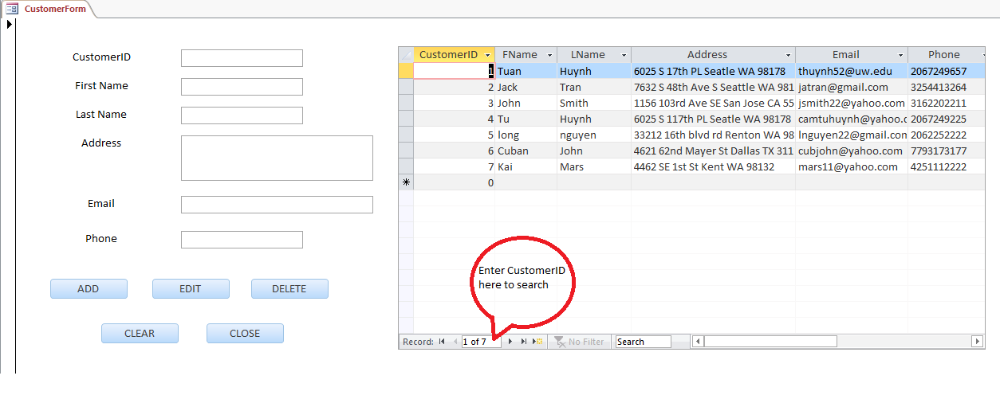 CustomerForm
CustomerID
First Name
Last Name
Address
Email
Phone
ADD EDIT DELETE
CLEAR CLOSE
CustomerID FName LName Address Email Phone
1 Tuan Huynh 6025 S 17th PL Seatle WA 98178 thuynh52@uw.edu 2067249657
2 Jack Tran 7632 S 48th Ave S Seattle WA 981 jatran@gmail.com 3254413264
3 John Smith 1156 103rd Ave SE San Jose CA 55 jsmith22@yahoo.com 3162202211
4 Tu Huynh 6025 S 117th PL Seatle WA 98178 camtuhuynh@yahoo.c 2067249225
5 long nguyen 33212 16th blvd rd Renton WA 98 lnguyen22@gmail.com 2062252222
6 Cuban John 4621 62nd Mayer St Dallas TX 311 cubjohn@yahoo.com 7793173177
7 Kai Mars 4462 SE 1st St Kent WA 98132 mars11@yahoo.com 4251112222
0
Enter CustomerID
here to search
Record: 1 of 7 No Filter Search